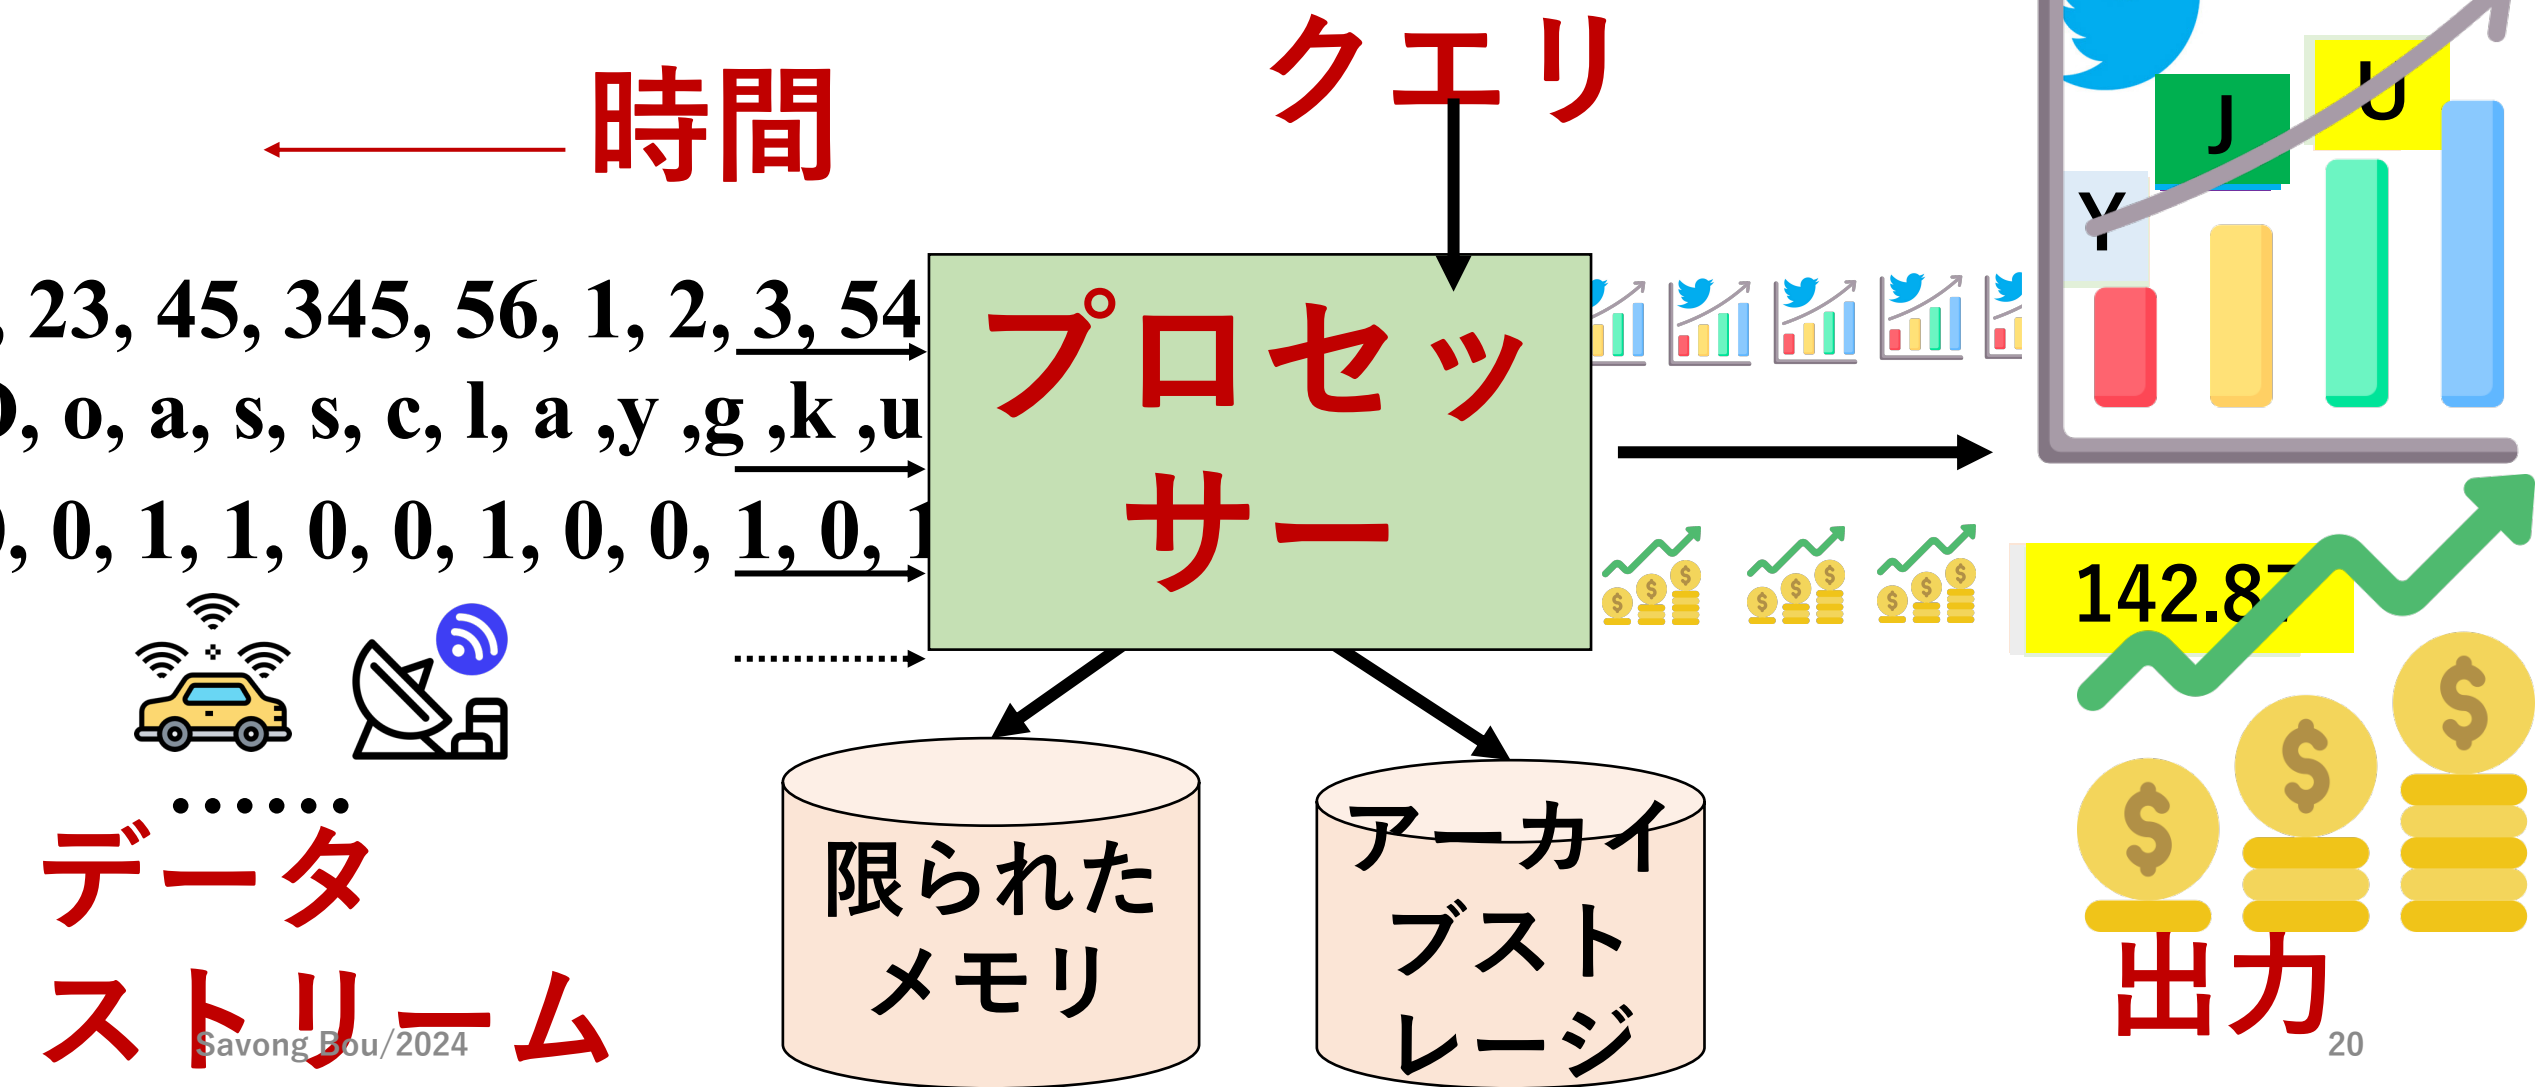 クエリ
時間
J
U
Y
, 23, 45, 345, 56, 1, 2, 3, 54
, o, a, s, s, c, l, a ,y ,g ,k ,u
, 0, 1, 1, 0, 0, 1, 0, 0, 1, 0, 1
プロセッ
サー
142.87
......
データ
ストリーム
限られた
メモリ
アーカイ
ブスト
レージ
出力
Savong Bou/2024
20